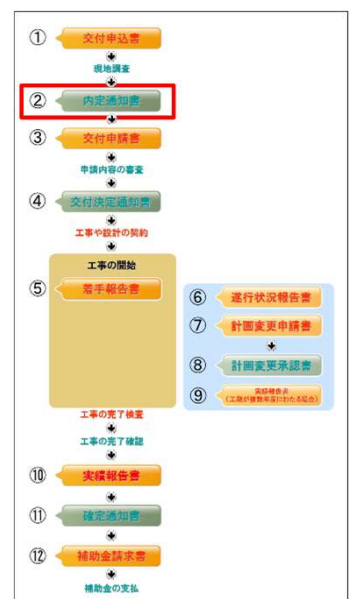 ① 交付申込書
現地調査
② 内定通知書
③ 交付申請書
申請内容の審査
④ 交付決定通知書
工事や設計の契約
工事の開始
⑤ 着手報告書
⑥ 遂行状況報告書
⑦ 計画変更申請書
⑧ 計画変更承認書
⑨ 実績報告書
(工期が複数年度にわたる場合)
工事の完了検査
工事の完了確認
⑩ 実績報告書
⑪ 確定通知書
⑫ 補助金請求書
補助金の支払